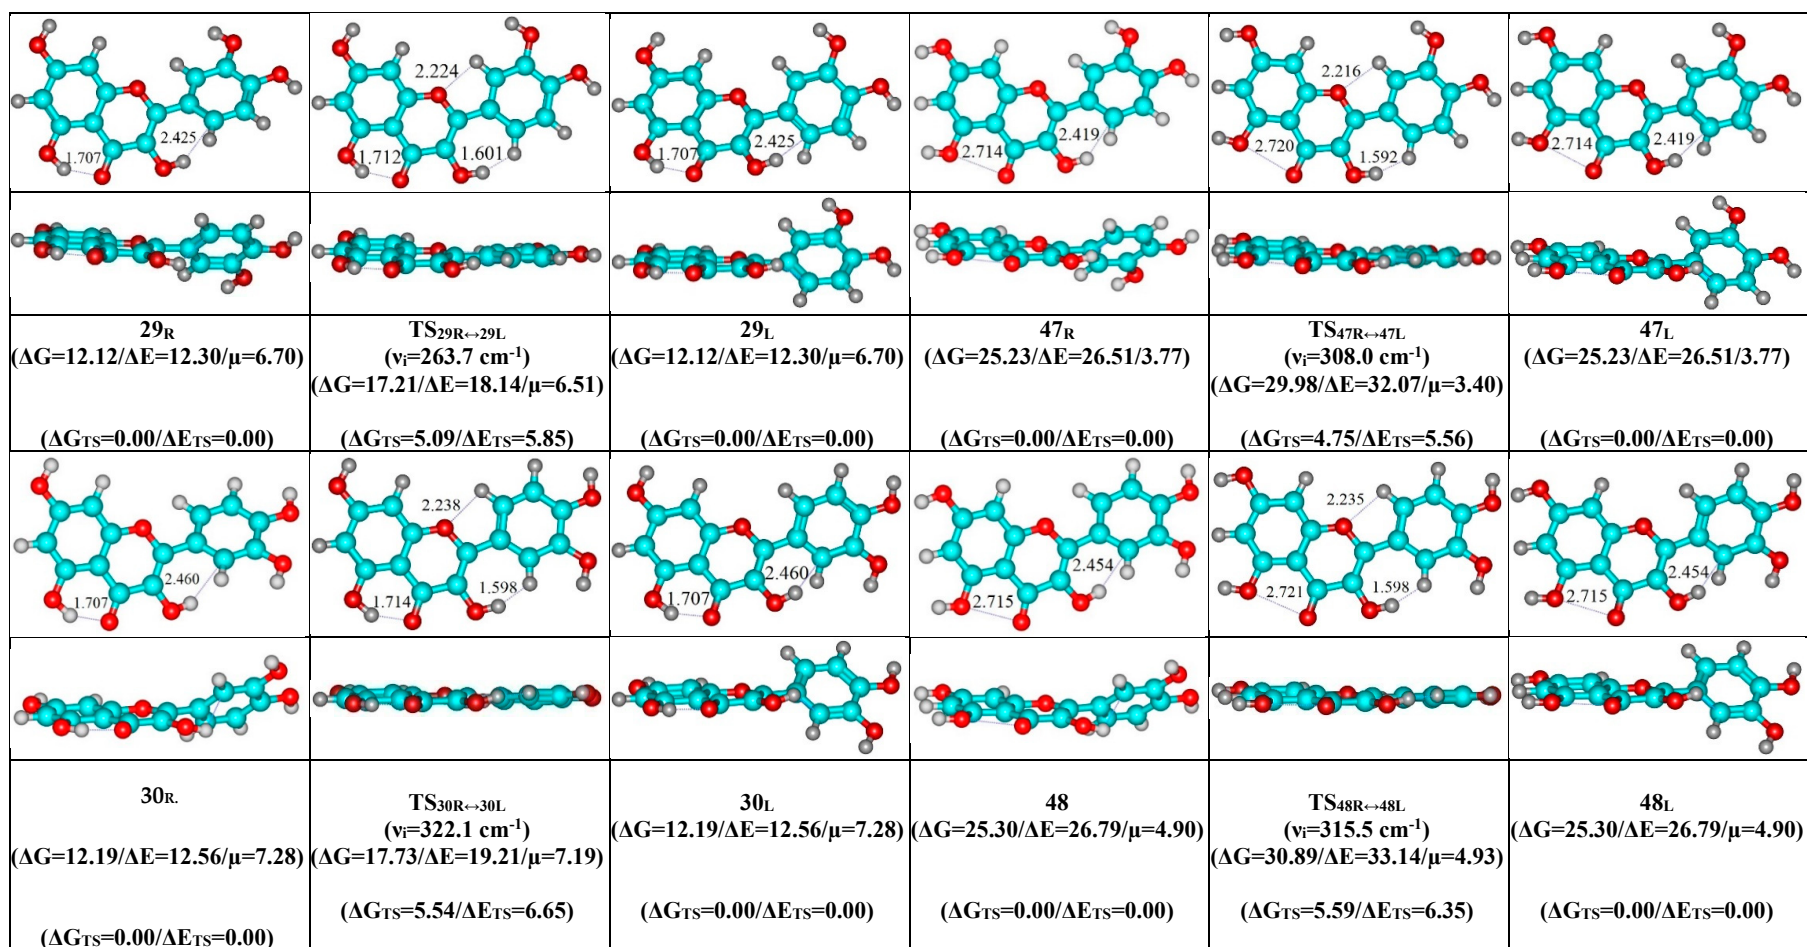 1.707
2.425
2.224
1.712
1.601
1.707
2.425
2.714
2.419
2.216
2.720
1.592
2.714
2.419
29R
(ΔG=12.12/ΔE=12.30/μ=6.70)
(ΔGTS=0.00/ΔETS=0.00)
TS29R↔29L
(νi=263.7 cm-1)
(ΔG=17.21/ΔE=18.14/μ=6.51)
(ΔGTS=5.09/ΔETS=5.85)
29L
(ΔG=12.12/ΔE=12.30/μ=6.70)
(ΔGTS=0.00/ΔETS=0.00)
47R
(ΔG=25.23/ΔE=26.51/3.77)
(ΔGTS=0.00/ΔETS=0.00)
TS47R↔47L
(νi=308.0 cm-1)
(ΔG=29.98/ΔE=32.07/μ=3.40)
(ΔGTS=4.75/ΔETS=5.56)
47L
(ΔG=25.23/ΔE=26.51/3.77)
(ΔGTS=0.00/ΔETS=0.00)
1.707
2.460
2.238
1.714
1.598
1.707
2.460
2.715
2.454
2.235
2.721
1.598
2.715
2.454
30R.
(ΔG=12.19/ΔE=12.56/μ=7.28)
(ΔGTS=0.00/ΔETS=0.00)
TS30R↔30L
(νi=322.1 cm-1)
(ΔG=17.73/ΔE=19.21/μ=7.19)
(ΔGTS=5.54/ΔETS=6.65)
30L
(ΔG=12.19/ΔE=12.56/μ=7.28)
(ΔGTS=0.00/ΔETS=0.00)
48
(ΔG=25.30/ΔE=26.79/μ=4.90)
(ΔGTS=0.00/ΔETS=0.00)
TS48R↔48L
(νi=315.5 cm-1)
(ΔG=30.89/ΔE=33.14/μ=4.93)
(ΔGTS=5.59/ΔETS=6.35)
48L
(ΔG=25.30/ΔE=26.79/μ=4.90)
(ΔGTS=0.00/ΔETS=0.00)